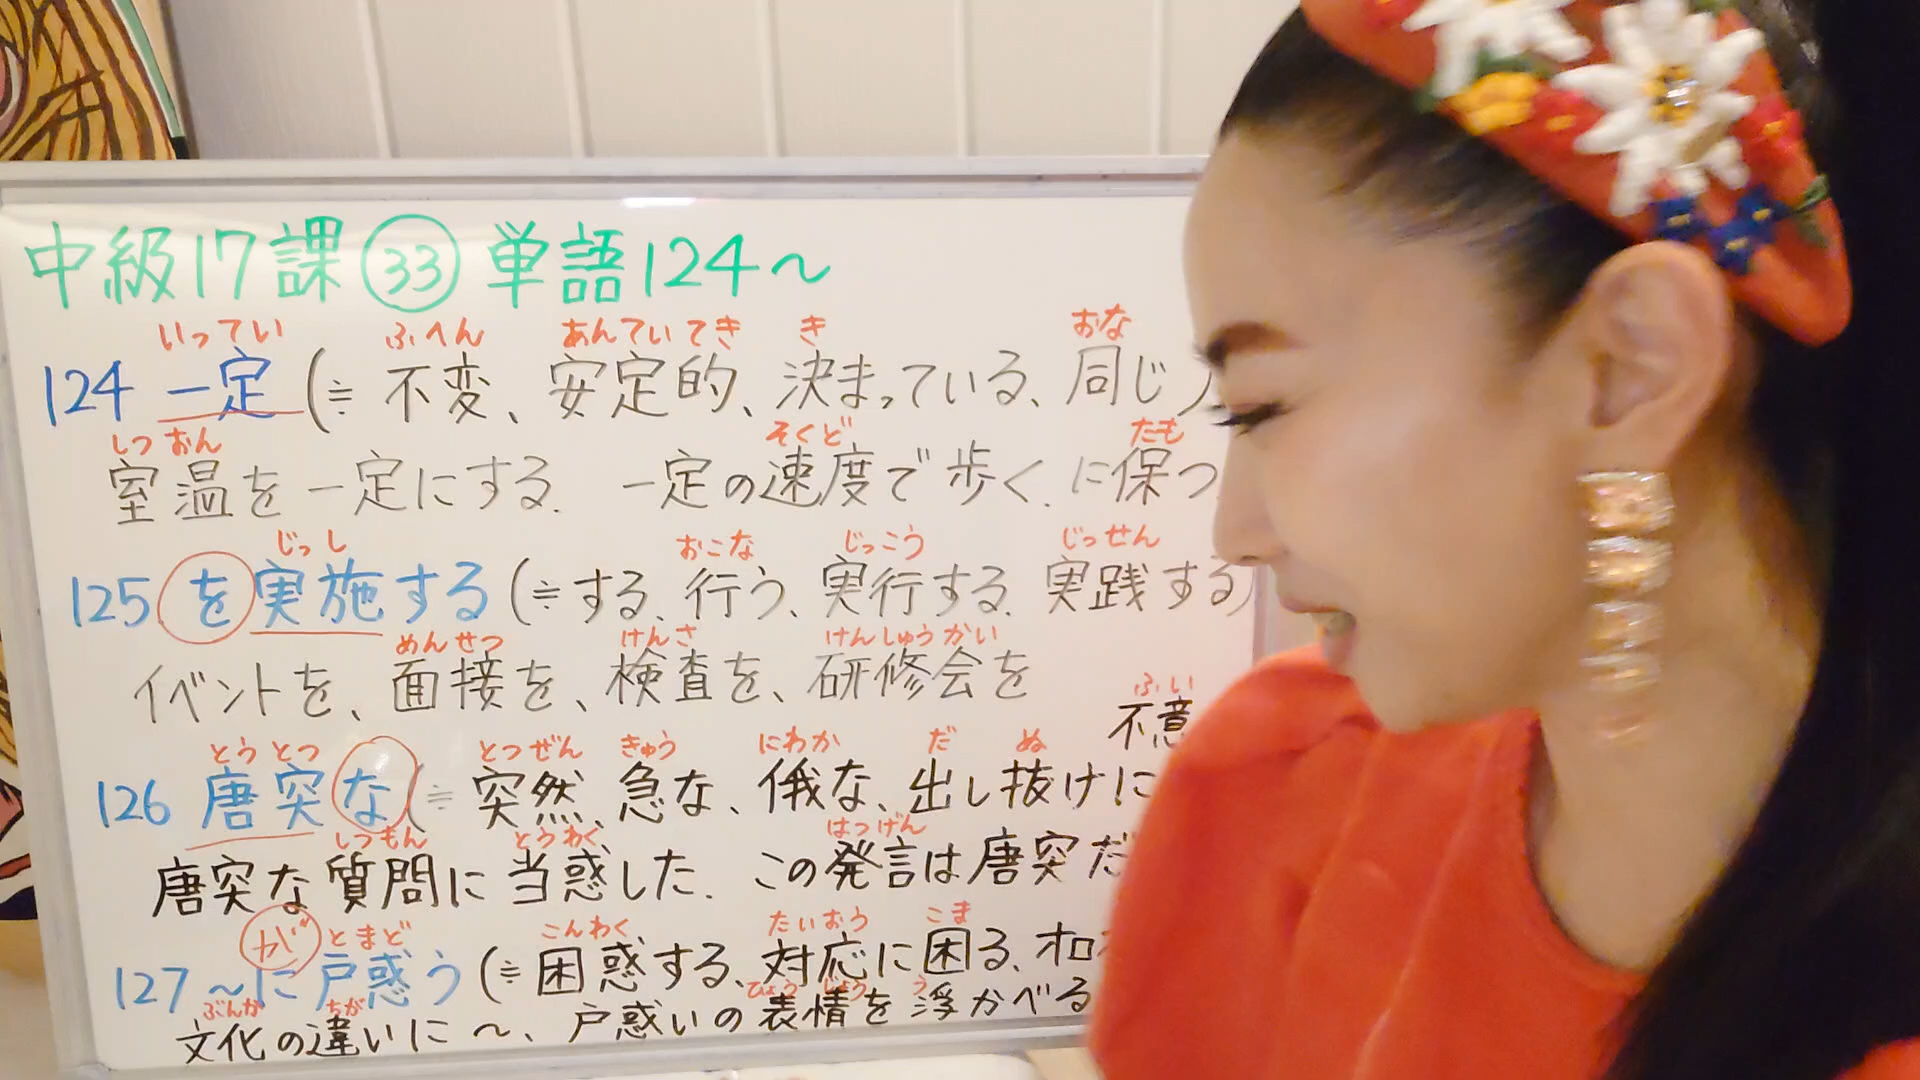 中級17課㉝単語124～
いってい ふへん あんていてき き おな
124 一定(≒不変、安定的、決まっている、同じ
しつおん そくど たも
室温を一定にする. 一定の速度で歩く. に保つ
じっし おこな じっこう じっせん
125 を実施する(≒する、行う、実行する、実践する)
めんせつ けんさ けんしゅうかい
イベントを、面接を、検査を、研修会を
ふい
不意
とうとつ とつぜん きゅう にわか だ ぬ
126 唐突な(≒突然、急な、俄な、出し抜けに
しつもん とうわく はつげん
唐突な質問に当惑した. この発言は唐突だ
が とまど こんわく たいおう こま
127 ～に戸惑う(≒困惑する、対応に困る、オロ
ぶんか ちが ひょうじょう う
文化の違いに～、戸惑いの表情を浮かべる